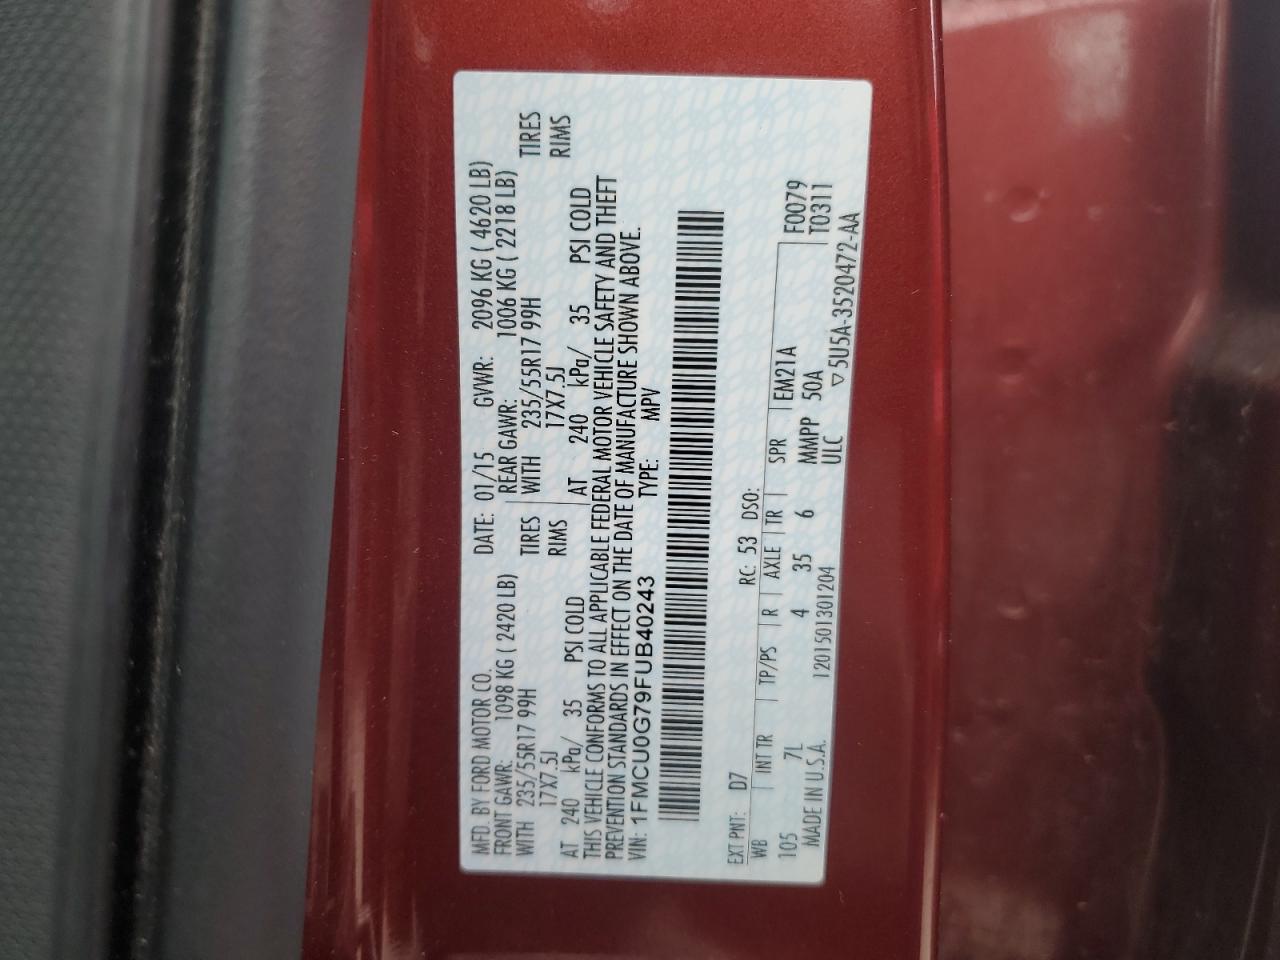 MFD. BY FORD MOTOR CO. DATE: 01/15 GVWR: 2096 KG ( 4620 LB)
FRONT GAWR: 1098 KG ( 2420 LB) REAR GAWR: 1006 KG ( 2218 LB)
WITH 235/55R17 99H TIRES WITH 235/55R17 99H TIRES
17X7.5J RIMS 17X7.5J RIMS
AT 240 kPa/ 35 PSI COLD AT 240 kPa/ 35 PSI COLD
THIS VEHICLE CONFORMS TO ALL APPLICABLE FEDERAL MOTOR VEHICLE SAFETY AND THEFT
PREVENTION STANDARDS IN EFFECT ON THE DATE OF MANUFACTURE SHOWN ABOVE.
VIN: 1FMCU0G79FUB40243 TYPE: MPV
EXT PNT: D7 RC: 53 DSO:
WB INT TR TP/PS R AXLE TR SPR EM21A F0079
105 7L 4 35 6 MMPP 50A T0311
MADE IN U.S.A. 1201501301204 ULC ▽5U5A-3520472-AA